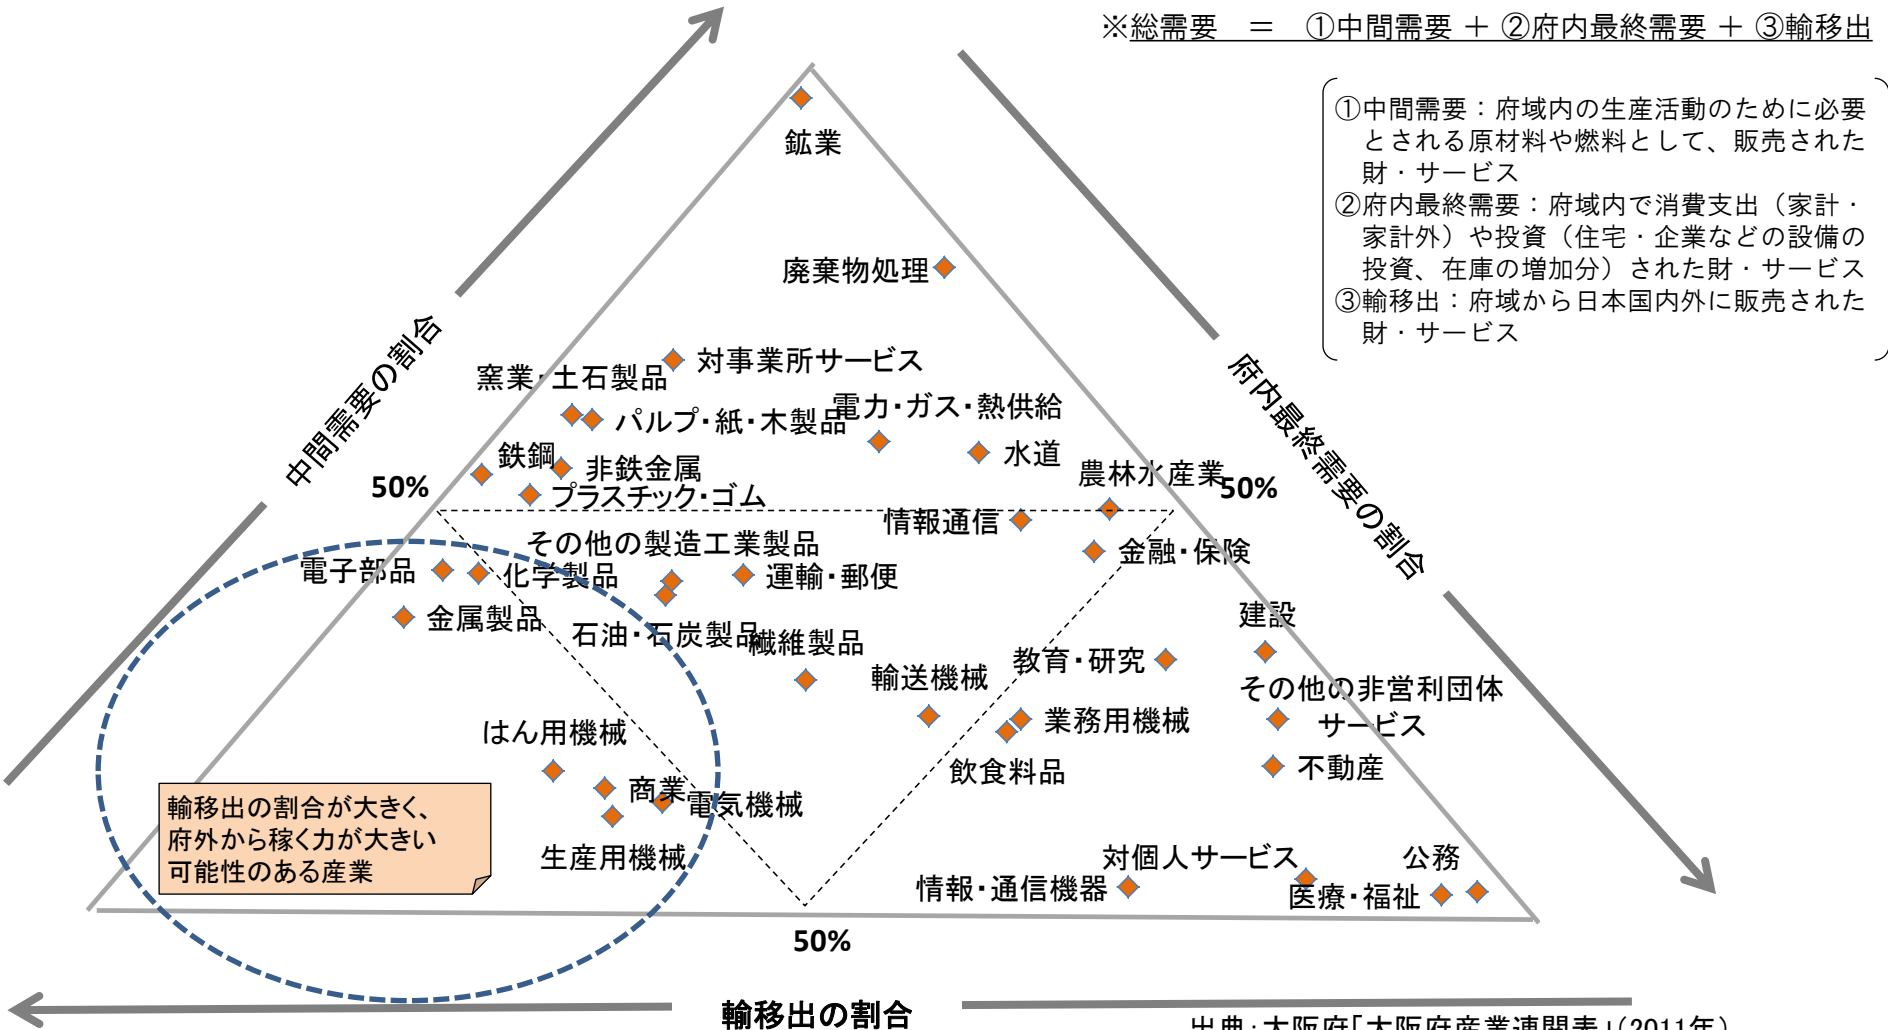 ※総需要　＝　①中間需要 ＋ ②府内最終需要 ＋ ③輸移出
①中間需要：府域内の生産活動のために必要
とされる原材料や燃料として、販売された
財・サービス
②府内最終需要：府域内で消費支出（家計・
家計外）や投資（住宅・企業などの設備の
投資、在庫の増加分）された財・サービス
③輸移出：府域から日本国内外に販売された
財・サービス
鉱業
廃棄物処理
対事業所サービス
窯業・土石製品
パルプ・紙・木製品
電力・ガス・熱供給
水道
鉄鋼
非鉄金属
プラスチック・ゴム
農林水産業
中間需要の割合
府内最終需要の割合
50%
50%
情報通信
その他の製造工業製品
金融・保険
電子部品
化学製品
運輸・郵便
金属製品
石油・石炭製品
繊維製品
建設
教育・研究
輸送機械
その他の非営利団体
サービス
業務用機械
はん用機械
飲食料品
不動産
商業
電気機械
生産用機械
輸移出の割合が大きく、
府外から稼ぐ力が大きい
可能性のある産業
対個人サービス
公務
情報・通信機器
医療・福祉
50%
輸移出の割合
出典：大阪府「大阪府産業連関表」（2011年）